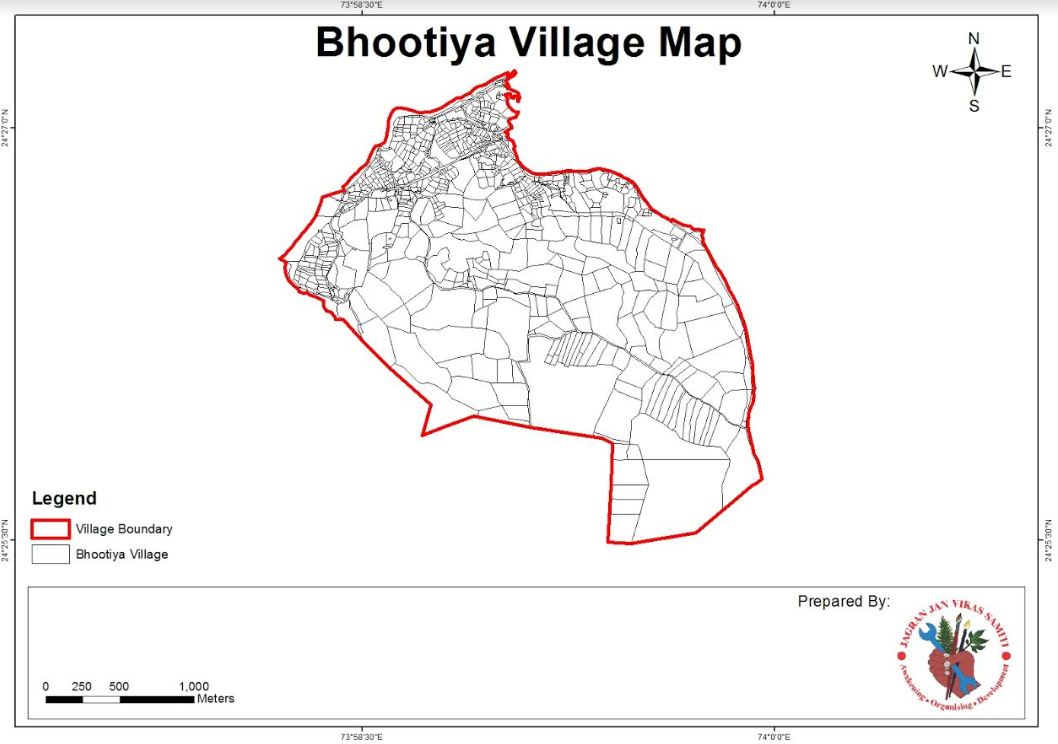 73°58'30"E
74°0'0"E
Bhootiya Village Map
N
W
E
S
24°27'0"N
24°27'0"N
Legend
Village Boundary
Bhootiya Village
24°25'30"N
24°25'30"N
Prepared By:
JAGRAN JAN VIKAS SAMITI
Awakening • Organising • Development
0 250 500 1,000
Meters
73°58'30"E
74°0'0"E